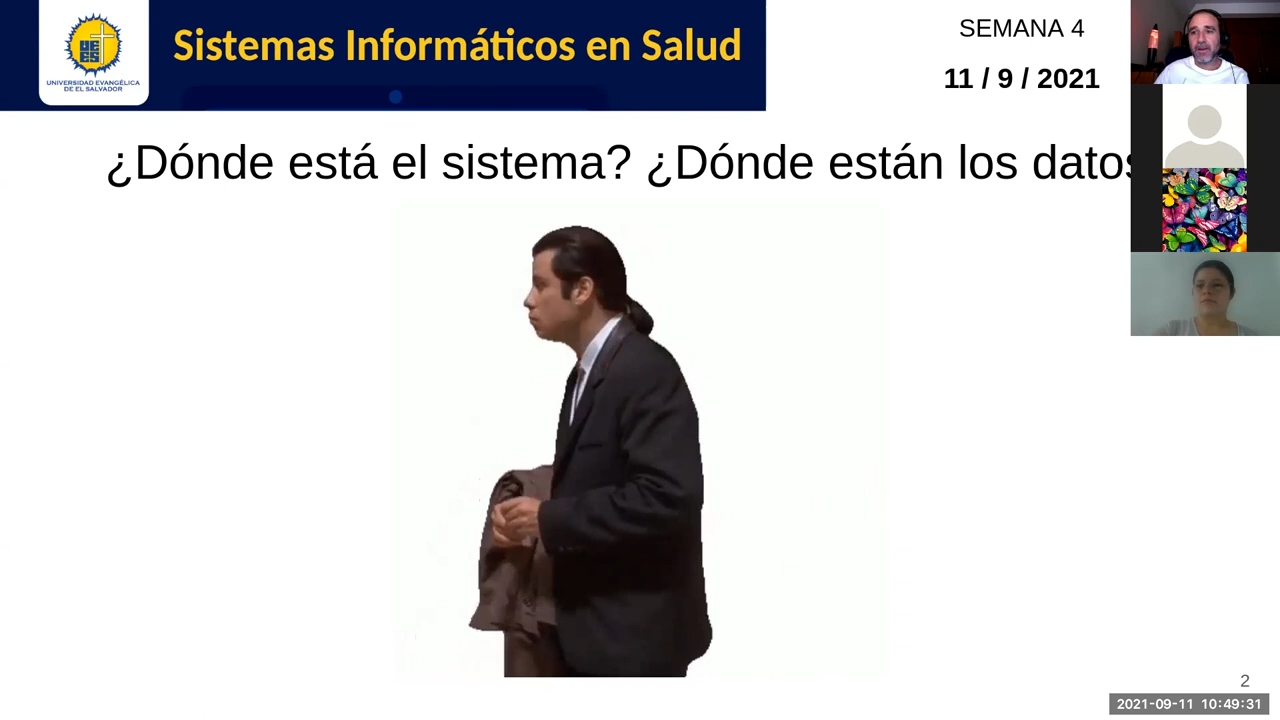 Sistemas Informáticos en Salud
UNIVERSIDAD EVANGÉLICA
DE EL SALVADOR
SEMANA 4
11 / 9 / 2021
¿Dónde está el sistema? ¿Dónde están los datos
2
2021-09-11 10:49:31